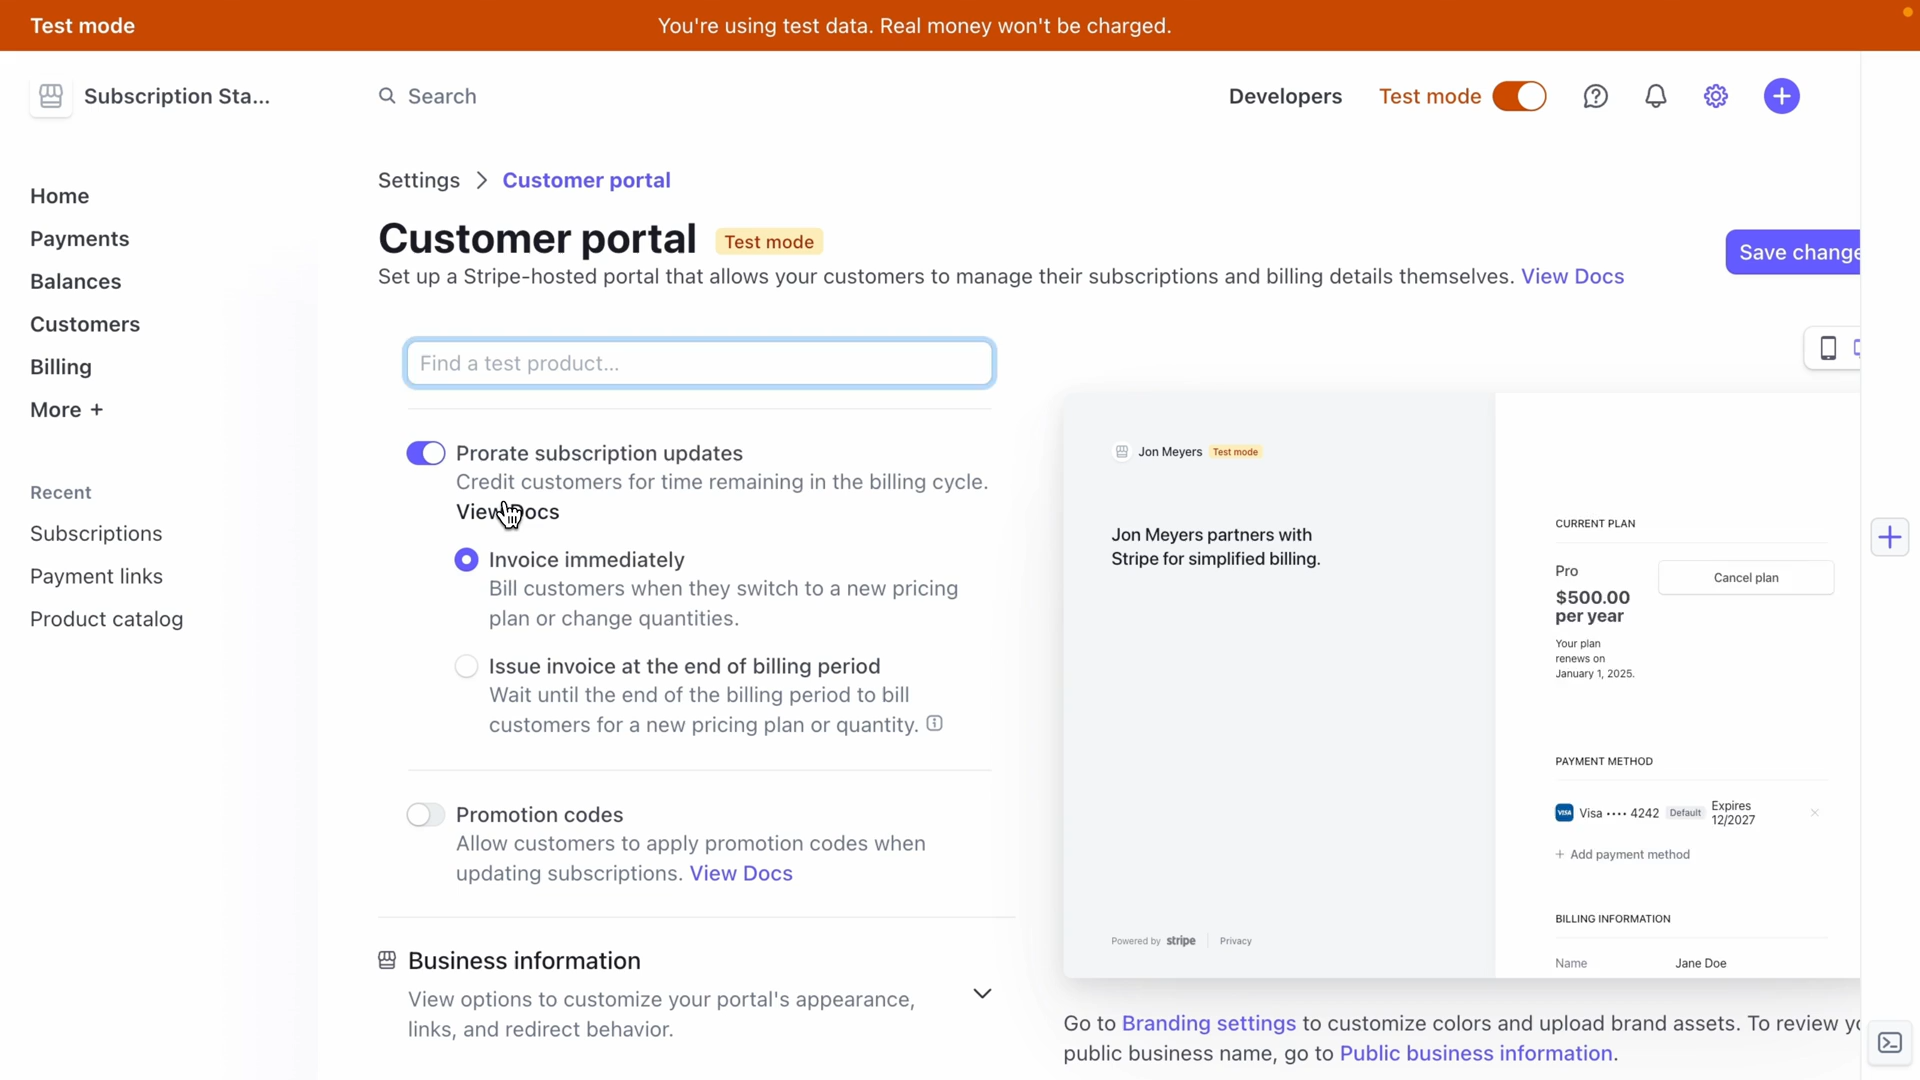 Test mode
You're using test data. Real money won't be charged.
Subscription Sta...
Search
Developers
Test mode
Home
Payments
Balances
Customers
Billing
More +
Recent
Subscriptions
Payment links
Product catalog
Settings > Customer portal
Customer portal Test mode
Set up a Stripe-hosted portal that allows your customers to manage their subscriptions and billing details themselves. View Docs
Save change
Find a test product...
Prorate subscription updates
Credit customers for time remaining in the billing cycle.
View Docs
Invoice immediately
Bill customers when they switch to a new pricing
plan or change quantities.
Issue invoice at the end of billing period
Wait until the end of the billing period to bill
customers for a new pricing plan or quantity.
Promotion codes
Allow customers to apply promotion codes when
updating subscriptions. View Docs
Business information
View options to customize your portal's appearance,
links, and redirect behavior.
Jon Meyers Test mode
Jon Meyers partners with
Stripe for simplified billing.
Powered by stripe
Privacy
CURRENT PLAN
Pro
$500.00
per year
Your plan
renews on
January 1, 2025.
Cancel plan
PAYMENT METHOD
VISA Visa •••• 4242 Default Expires
12/2027
+ Add payment method
BILLING INFORMATION
Name Jane Doe
Go to Branding settings to customize colors and upload brand assets. To review yo
public business name, go to Public business information.